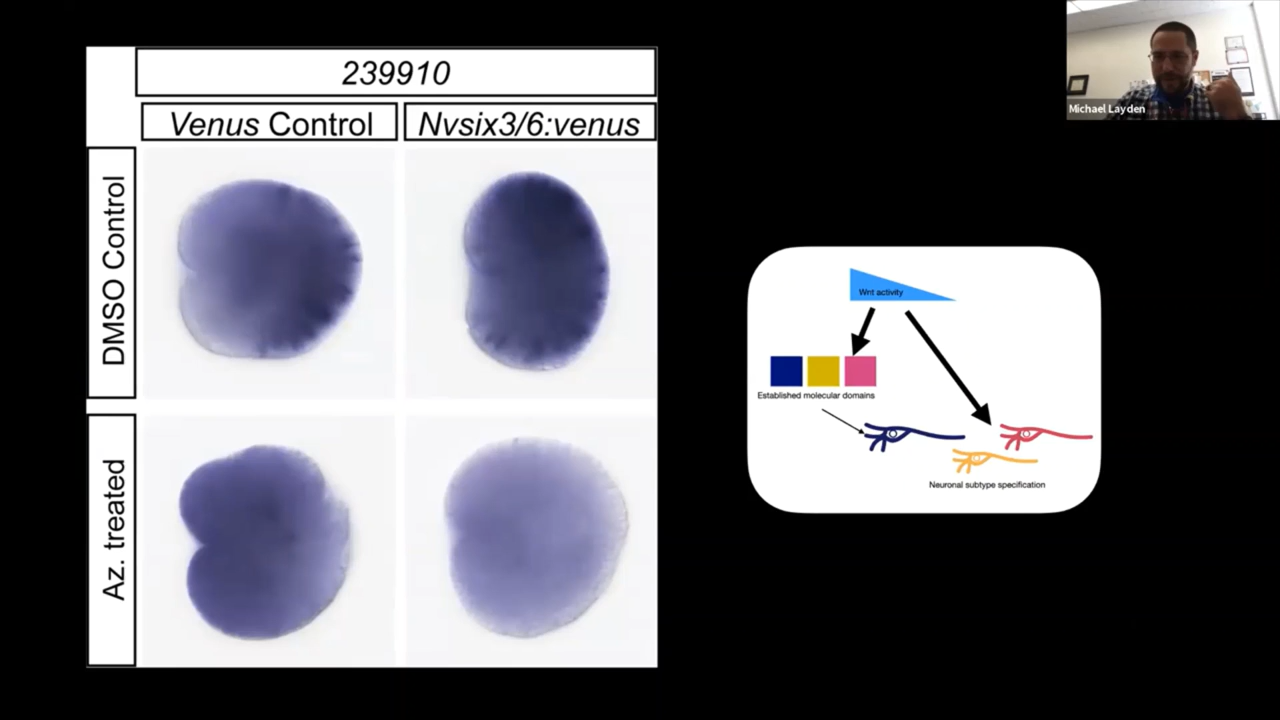 239910
Venus Control
Nvsix3/6:venus
DMSO Control
Az. treated
Michael Layden
Wnt activity
Established molecular domains
Neuronal subtype specification